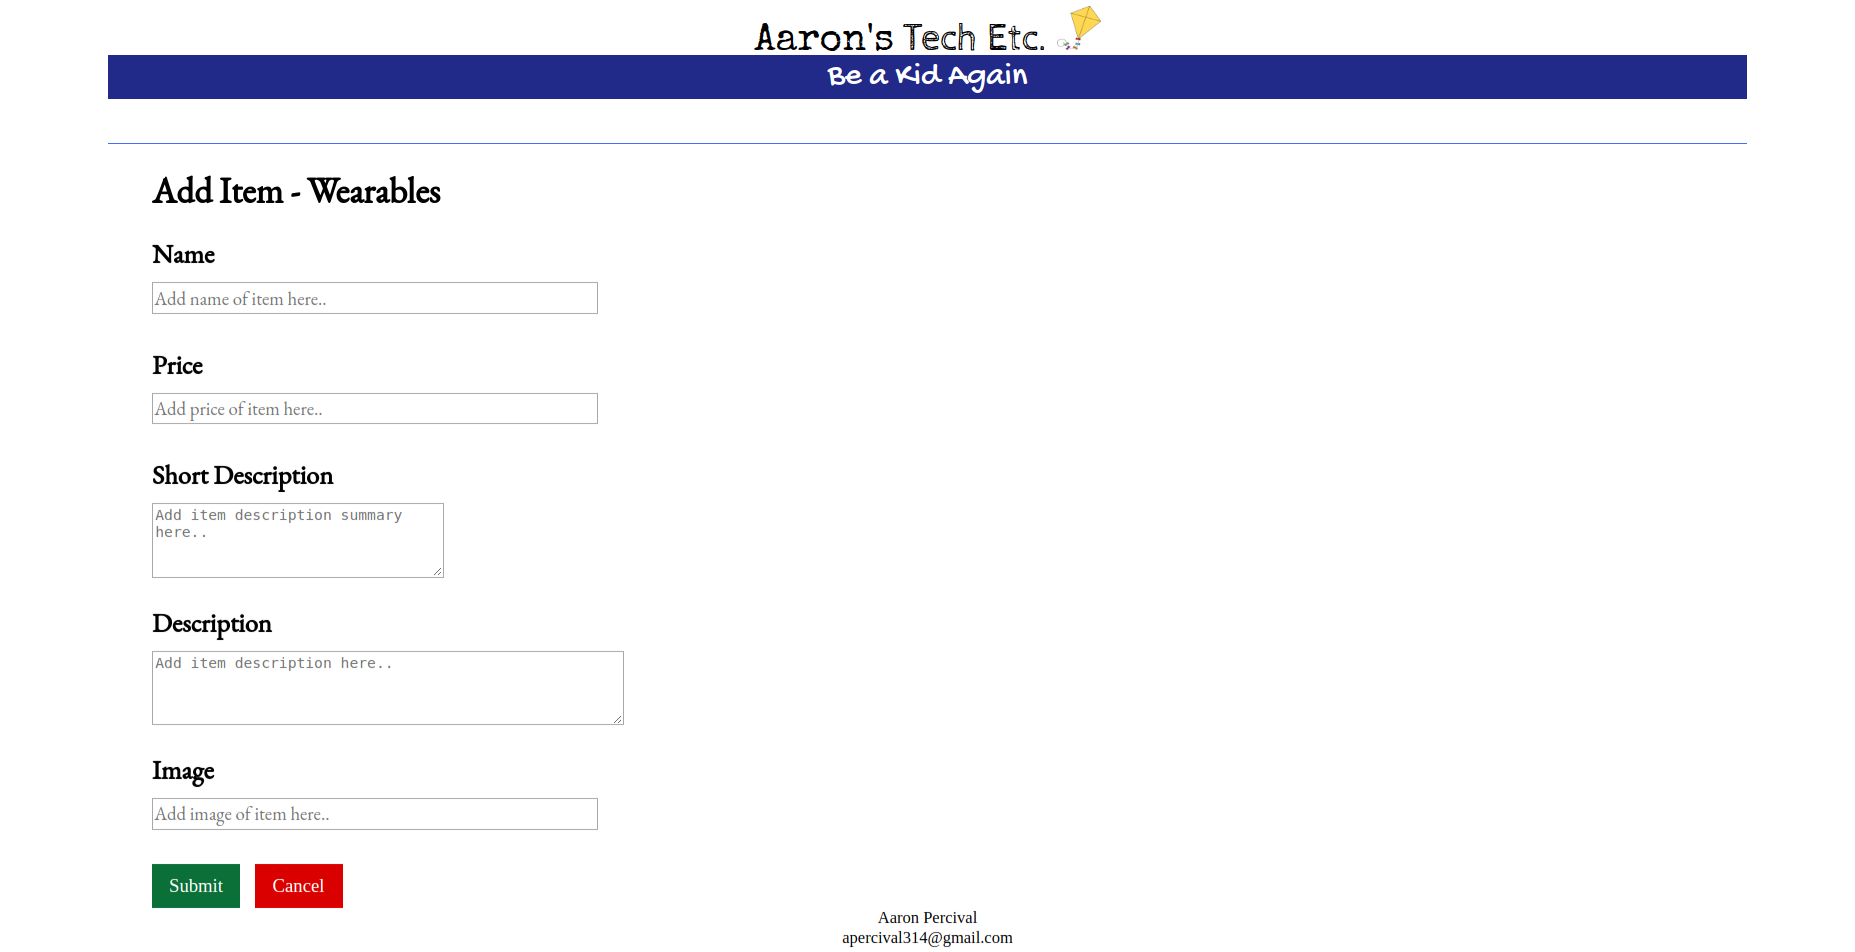 Aaron's Tech Etc.
Be a Kid Again
Add Item - Wearables
Name
Add name of item here..
Price
Add price of item here..
Short Description
Add item description summary
here..
Description
Add item description here..
Image
Add image of item here..
Submit Cancel
Aaron Percival
apercival314@gmail.com